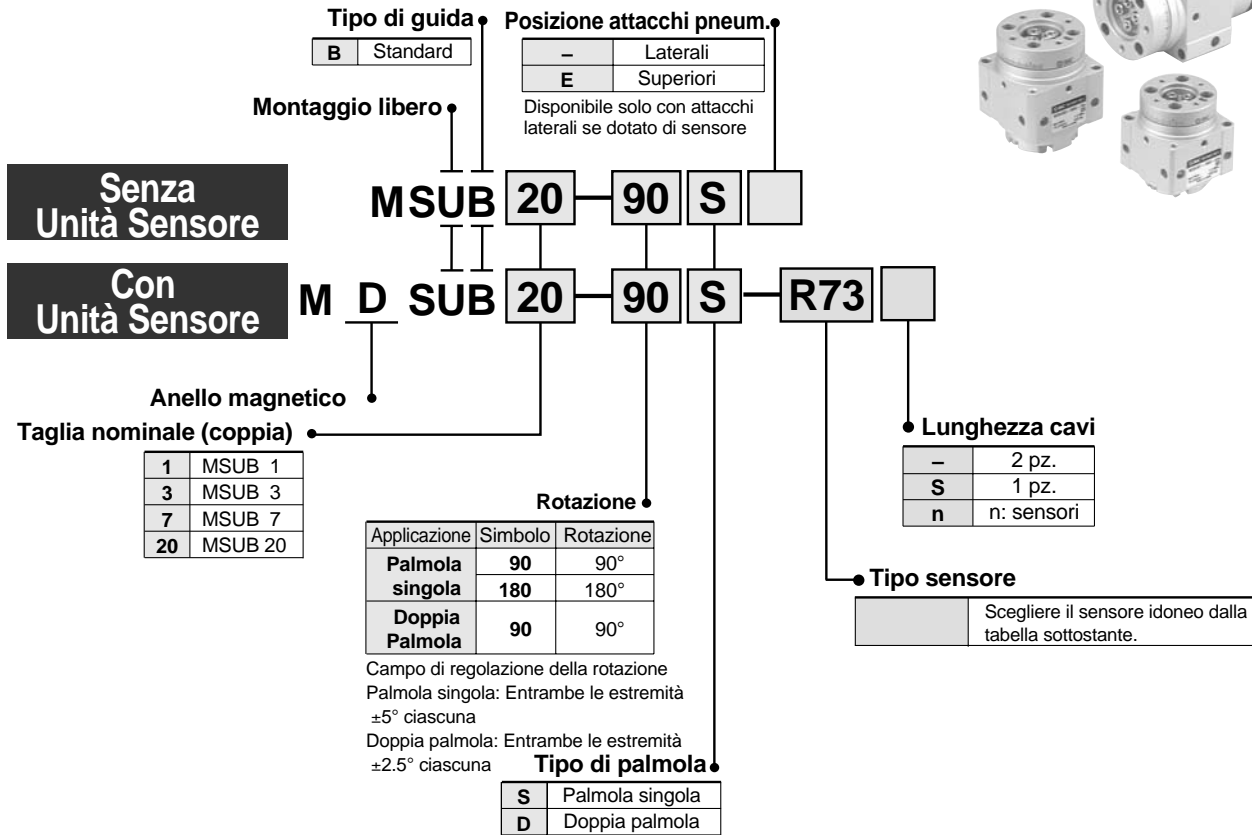 Tipo di guida
B Standard
Posizione attacchi pneum.
– Laterali
E Superiori
Disponibile solo con attacchi
laterali se dotato di sensore
Montaggio libero
Senza
Unità Sensore
MSUB 20 – 90 S
Con
Unità Sensore
M D SUB 20 – 90 S – R73
Anello magnetico
Taglia nominale (coppia)
1 MSUB 1
3 MSUB 3
7 MSUB 7
20 MSUB 20
Rotazione
Applicazione Simbolo Rotazione
Palmola
singola
90 90°
180 180°
Doppia
Palmola
90 90°
Campo di regolazione della rotazione
Palmola singola: Entrambe le estremità
±5° ciascuna
Doppia palmola: Entrambe le estremità
±2.5° ciascuna
Tipo di palmola
S Palmola singola
D Doppia palmola
Lunghezza cavi
– 2 pz.
S 1 pz.
n n: sensori
Tipo sensore
Scegliere il sensore idoneo dalla
tabella sottostante.